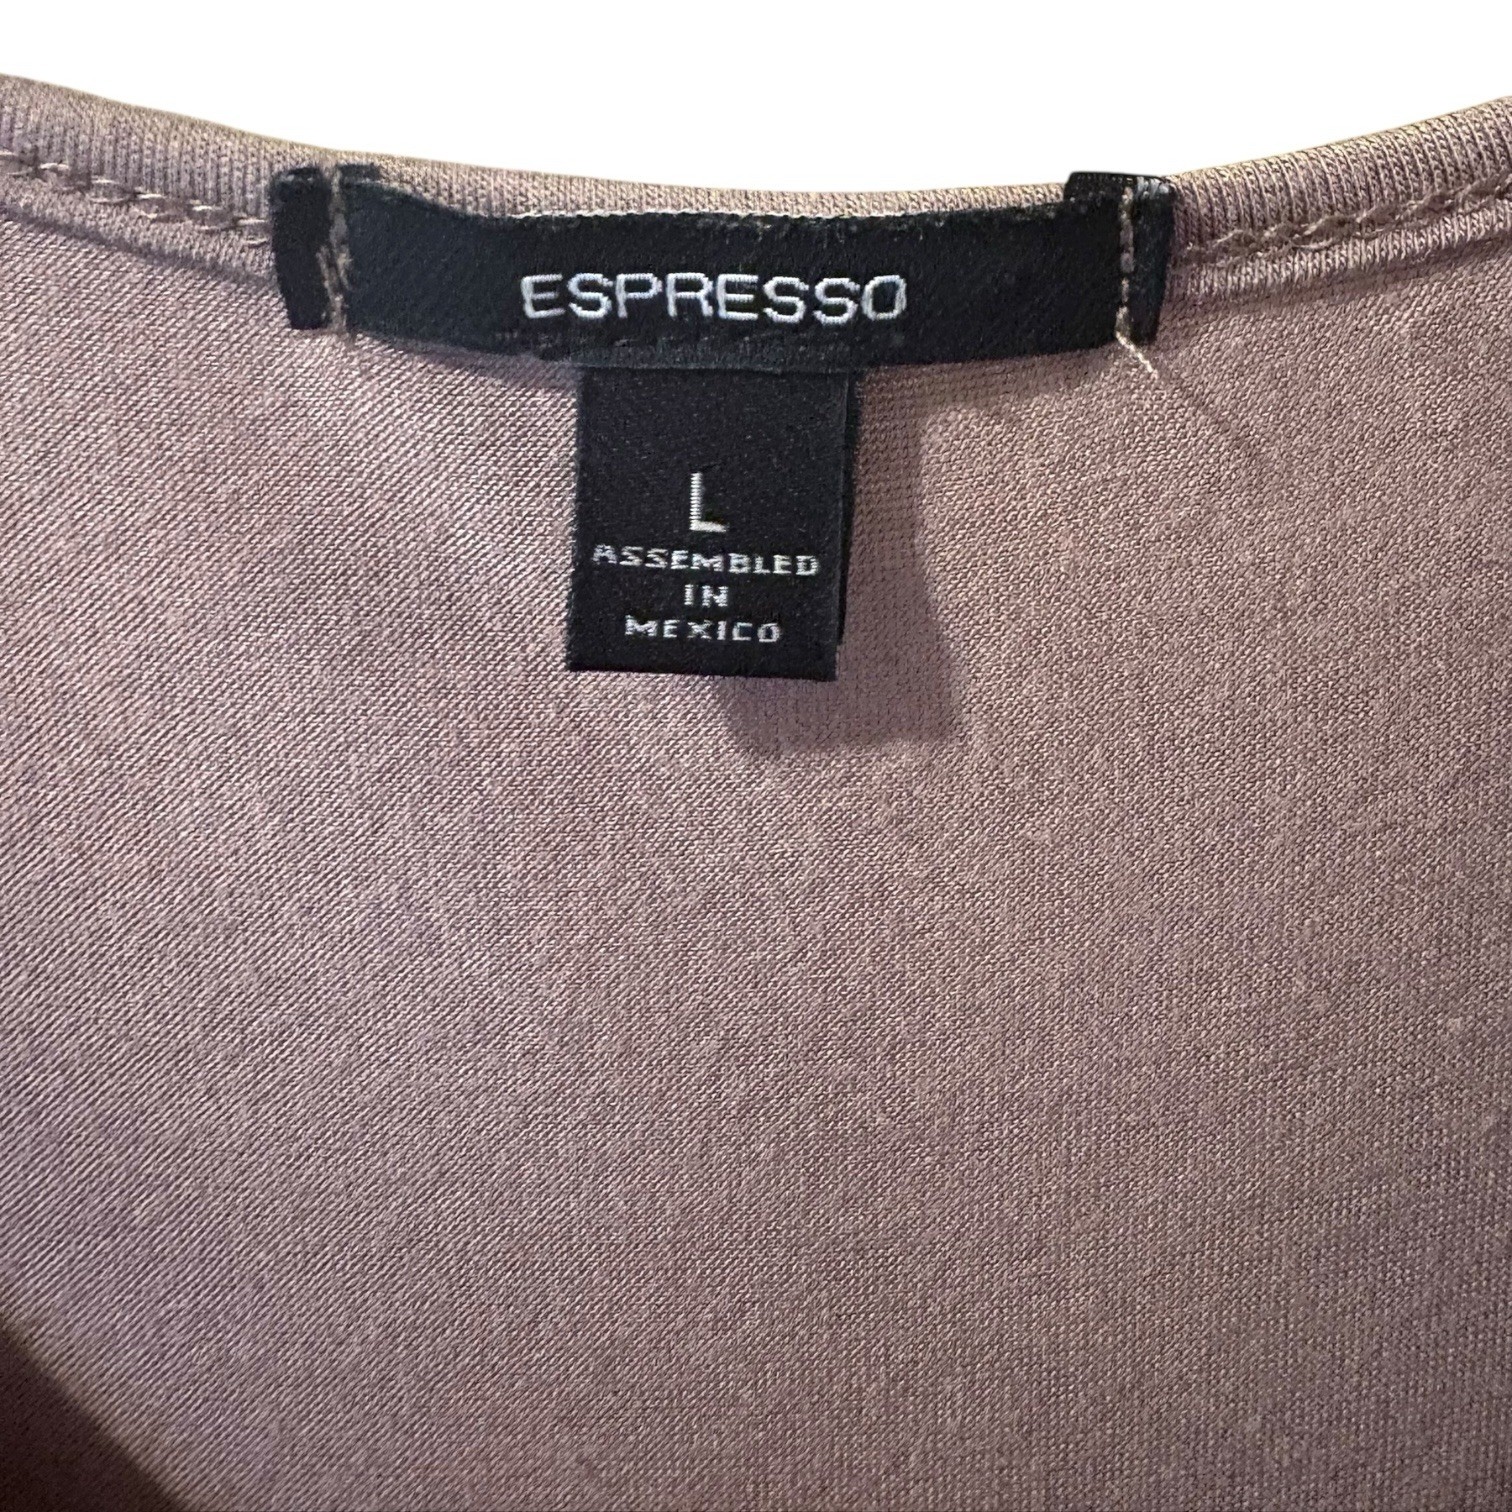 ESPRESSO
L
ASSEMBLED
IN
MEXICO